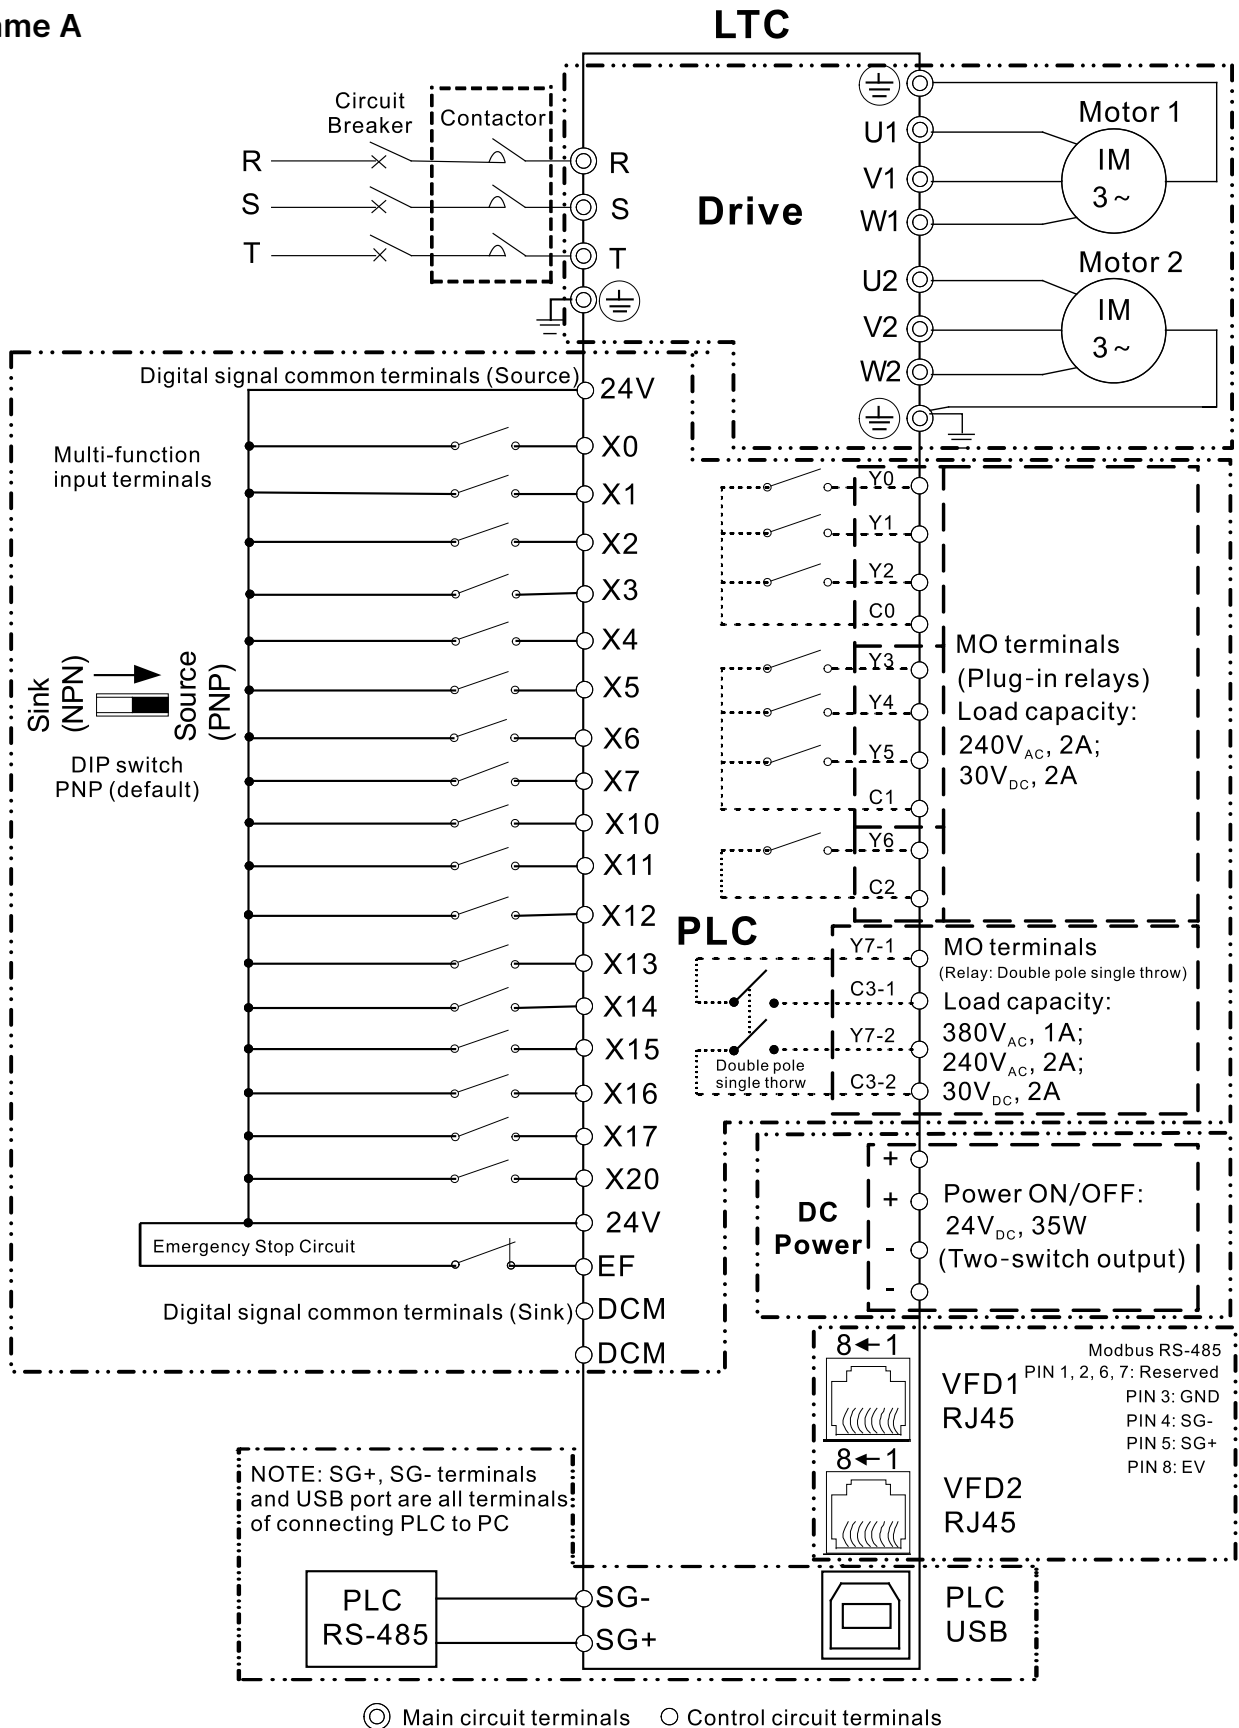 ame A
LTC
Circuit
Breaker
Contactor
R
S
T
R
S
T
Drive
U1
V1
W1
U2
V2
W2
Motor 1
IM
3~
Motor 2
IM
3~
Digital signal common terminals (Source)
24V
Multi-function
input terminals
X0
X1
X2
X3
X4
X5
X6
X7
X10
X11
X12
X13
X14
X15
X16
X17
X20
24V
EF
DCM
DCM
Sink
(NPN)
Source
(PNP)
DIP switch
PNP (default)
Emergency Stop Circuit
Digital signal common terminals (Sink)
Y0
Y1
Y2
C0
Y3
Y4
Y5
C1
Y6
C2
MO terminals
(Plug-in relays)
Load capacity:
240VAC, 2A;
30VDC, 2A
PLC
Y7-1
C3-1
Y7-2
C3-2
Double pole
single thorw
MO terminals
(Relay: Double pole single throw)
Load capacity:
380VAC, 1A;
240VAC, 2A;
30VDC, 2A
DC
Power
+
+
-
-
Power ON/OFF:
24VDC, 35W
(Two-switch output)
8←1
VFD1
RJ45
Modbus RS-485
PIN 1, 2, 6, 7: Reserved
PIN 3: GND
PIN 4: SG-
PIN 5: SG+
PIN 8: EV
8←1
VFD2
RJ45
NOTE: SG+, SG- terminals
and USB port are all terminals
of connecting PLC to PC
PLC
RS-485
SG-
SG+
PLC
USB
Main circuit terminals
Control circuit terminals